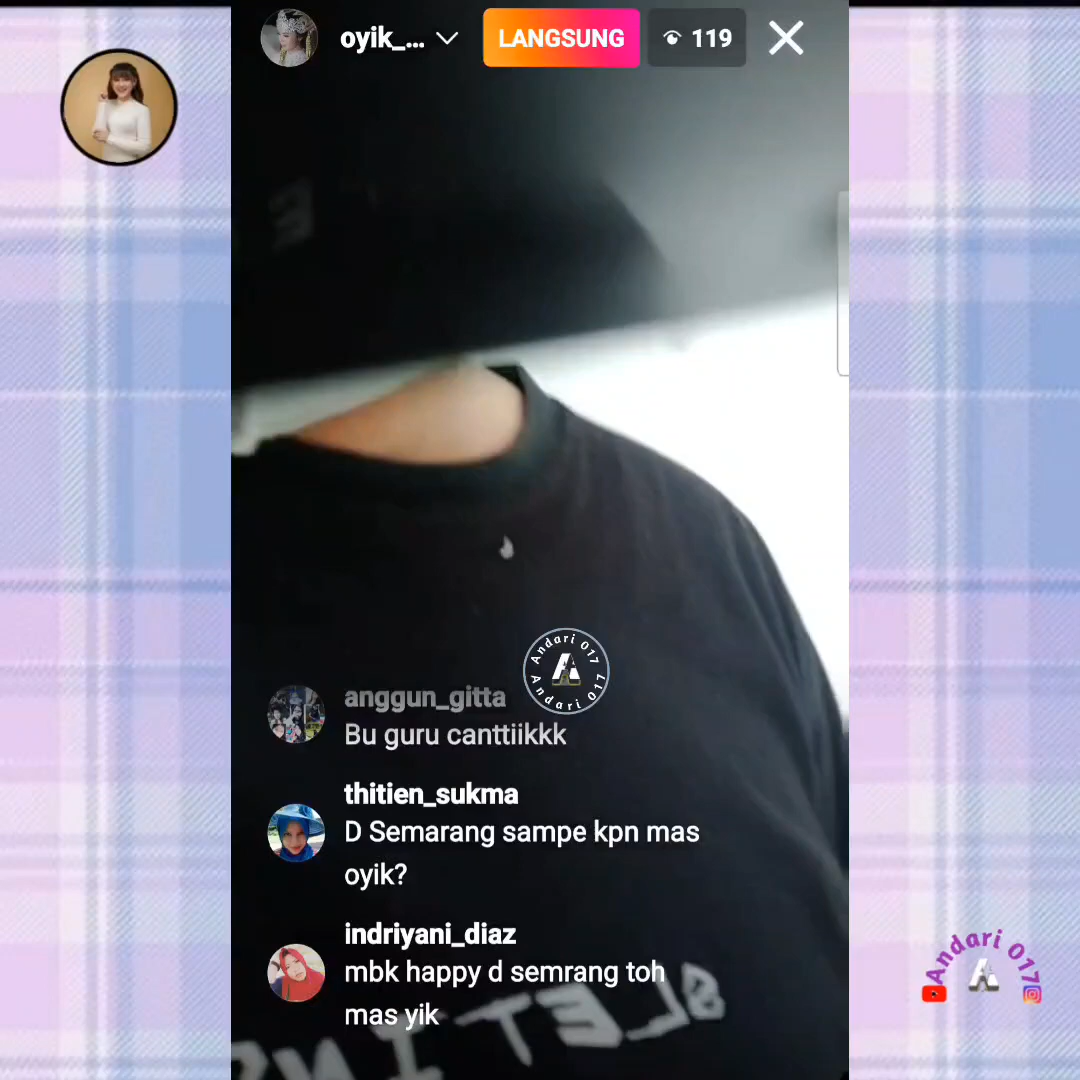 oyik_...
LANGSUNG
119
Andari 017
Andari 017
anggun_gitta
Bu guru canttiikkk
thitien_sukma
D Semarang sampe kpn mas
oyik?
indriyani_diaz
mbk happy d semrang toh
mas yik
Andari 017